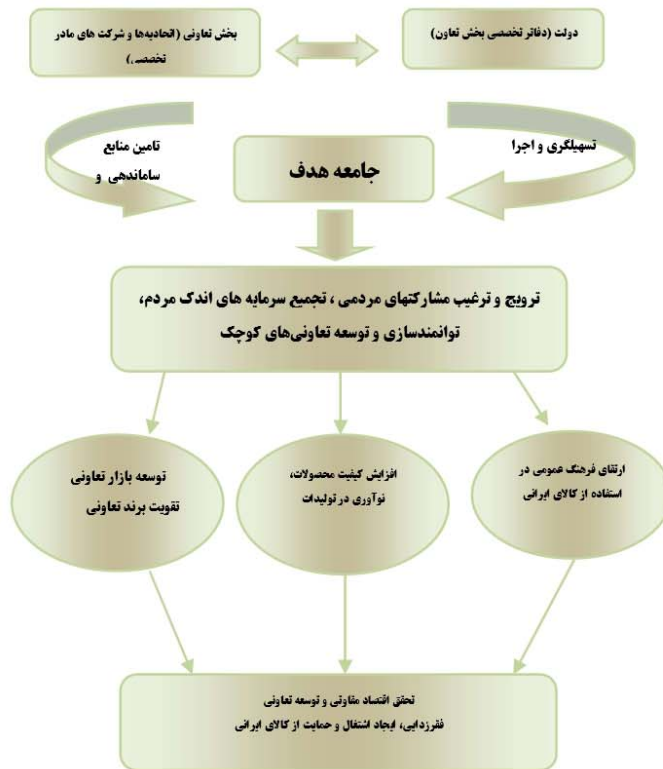 دولت (دفاتر تخصصی بخش تعاون)
بخش تعاونی (اتحادیه‌ها و شرکت های مادر
تخصصی)
تسهیلگری و اجرا
تامین منابع
ساماندهی و
جامعه هدف
ترویج و ترغیب مشارکتهای مردمی ، تجمیع سرمایه های اندک مردم،
توانمندسازی و توسعه تعاونی‌های کوچک
ارتقای فرهنگ عمومی در
استفاده از کالای ایرانی
افزایش کیفیت محصولات،
نوآوری در تولیدات
توسعه بازار تعاونی
تقویت برند تعاونی
تحقق اقتصاد مقاوتی و توسعه تعاونی
فقرزدایی، ایجاد اشتغال و حمایت از کالای ایرانی